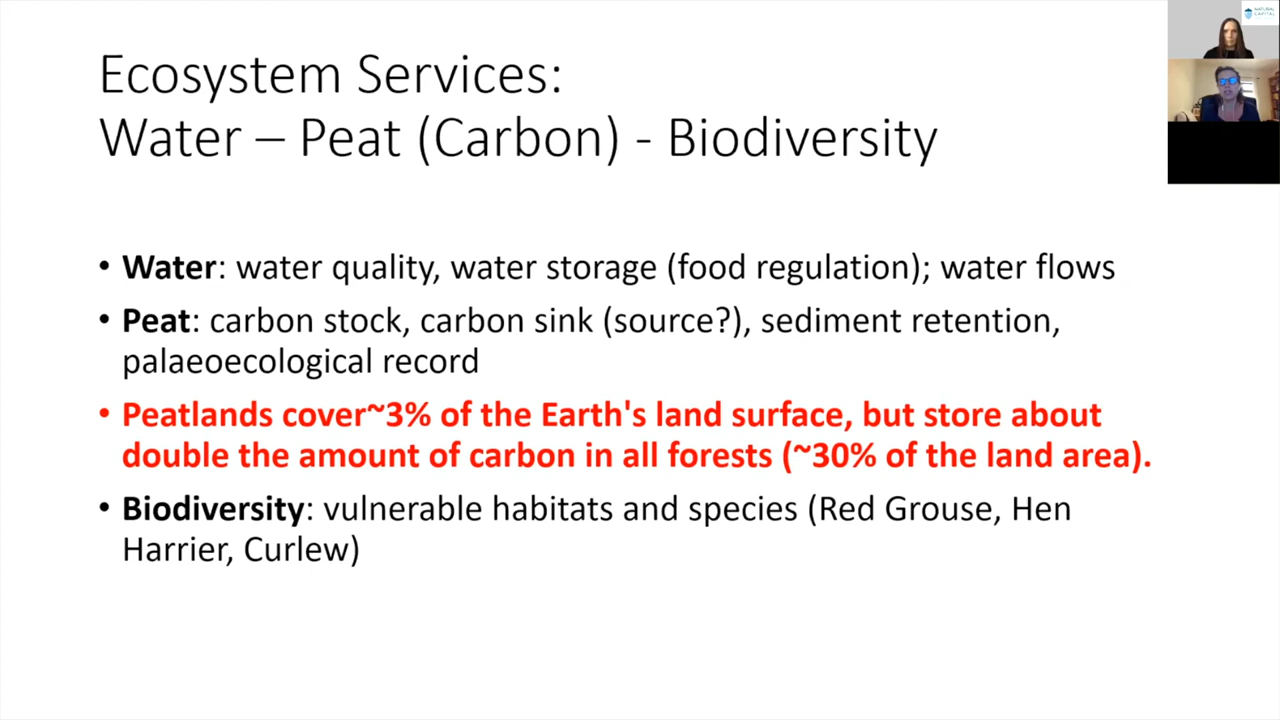 Ecosystem Services:
Water – Peat (Carbon) - Biodiversity
NATURAL
CAPITAL
• Water: water quality, water storage (food regulation); water flows
• Peat: carbon stock, carbon sink (source?), sediment retention,
palaeoecological record
• Peatlands cover~3% of the Earth's land surface, but store about
double the amount of carbon in all forests (~30% of the land area).
• Biodiversity: vulnerable habitats and species (Red Grouse, Hen
Harrier, Curlew)